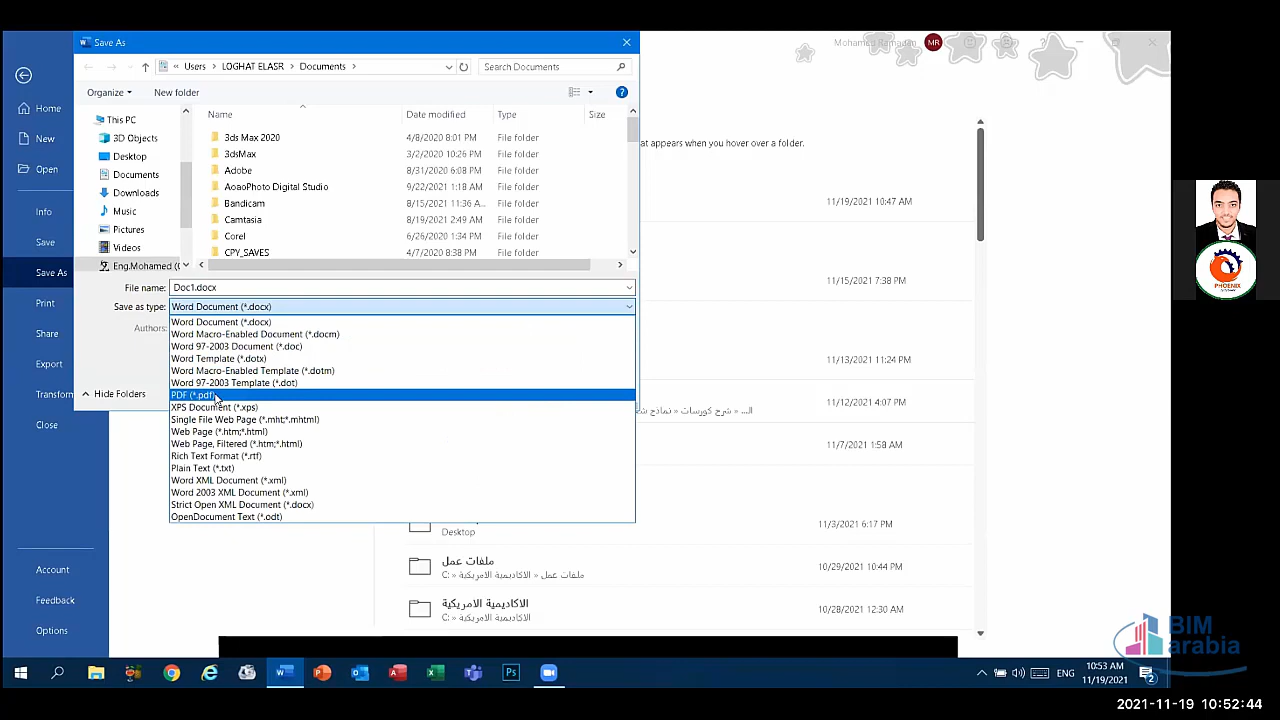 Save As
Mohamed Ramadan MR
« Users > LOGHAT ELASR > Documents >
Search Documents
Organize
New folder
This PC
3D Objects
Desktop
Documents
Downloads
Music
Pictures
Videos
Eng.Mohamed (
Name Date modified Type Size
3ds Max 2020 4/8/2020 8:01 PM File folder
3dsMax 3/2/2020 10:26 PM File folder
Adobe 8/31/2020 6:08 PM File folder
AoaoPhoto Digital Studio 9/22/2021 1:18 AM File folder
Bandicam 8/15/2021 11:36 A... File folder
Camtasia 8/19/2021 2:49 AM File folder
Corel 6/26/2020 1:34 PM File folder
CPY_SAVES 4/7/2020 8:38 PM File folder
File name: Doc1.docx
Save as type: Word Document (*.docx)
Authors:
Hide Folders
Word Document (*.docx)
Word Macro-Enabled Document (*.docm)
Word 97-2003 Document (*.doc)
Word Template (*.dotx)
Word Macro-Enabled Template (*.dotm)
Word 97-2003 Template (*.dot)
PDF (*.pdf)
XPS Document (*.xps)
Single File Web Page (*.mht;*.mhtml)
Web Page (*.htm;*.html)
Web Page, Filtered (*.htm;*.html)
Rich Text Format (*.rtf)
Plain Text (*.txt)
Word XML Document (*.xml)
Word 2003 XML Document (*.xml)
Strict Open XML Document (*.docx)
OpenDocument Text (*.odt)
Home
New
Open
Info
Save
Save As
Print
Share
Export
Transform
Close
Account
Feedback
Options
at appears when you hover over a folder.
11/19/2021 10:47 AM
11/15/2021 7:38 PM
11/13/2021 11:24 PM
11/12/2021 4:07 PM
الـ... » شرح كورسات » نماذج
11/7/2021 1:58 AM
11/3/2021 6:17 PM
Desktop
ملفات عمل
10/29/2021 10:44 PM
C: » الاكاديمية الامريكية » ملفات عمل
الاكاديمية الامريكية
10/28/2021 12:30 AM
C: » الاكاديمية الامريكية
PHOENIX
BIM
arabia
ENG
10:53 AM
11/19/2021
2
2021-11-19 10:52:44